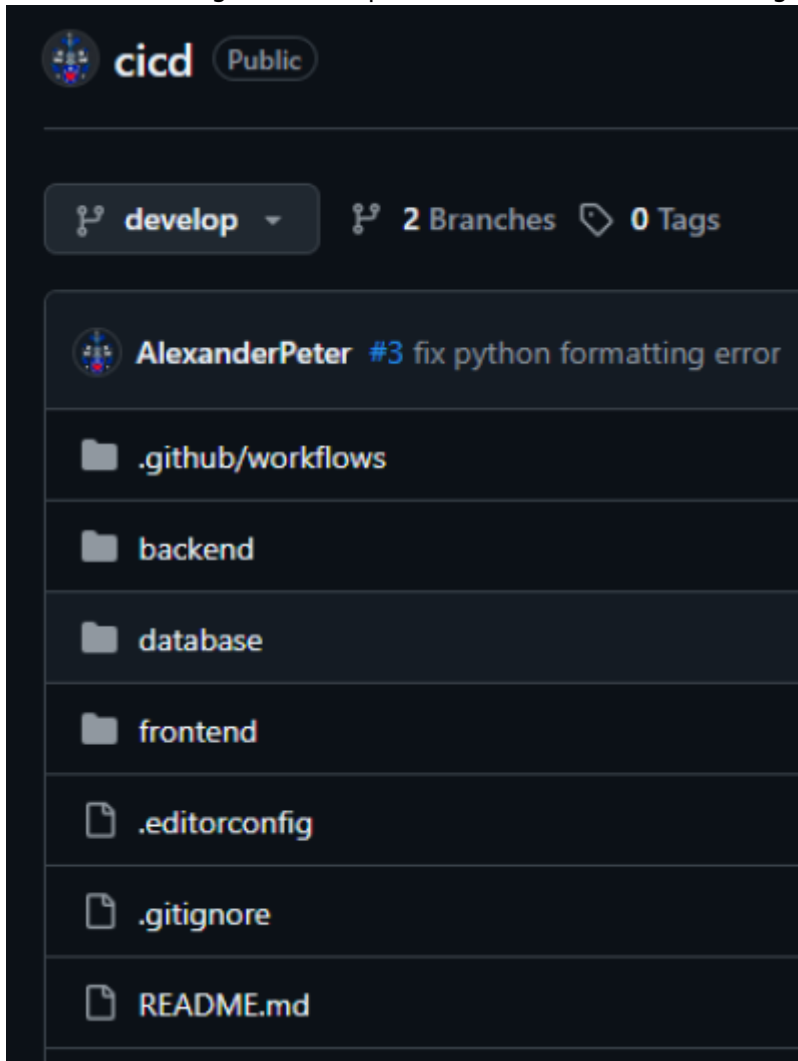 cicd Public
develop 2 Branches 0 Tags
AlexanderPeter #3 fix python formatting error
.github/workflows
backend
database
frontend
.editorconfig
.gitignore
README.md